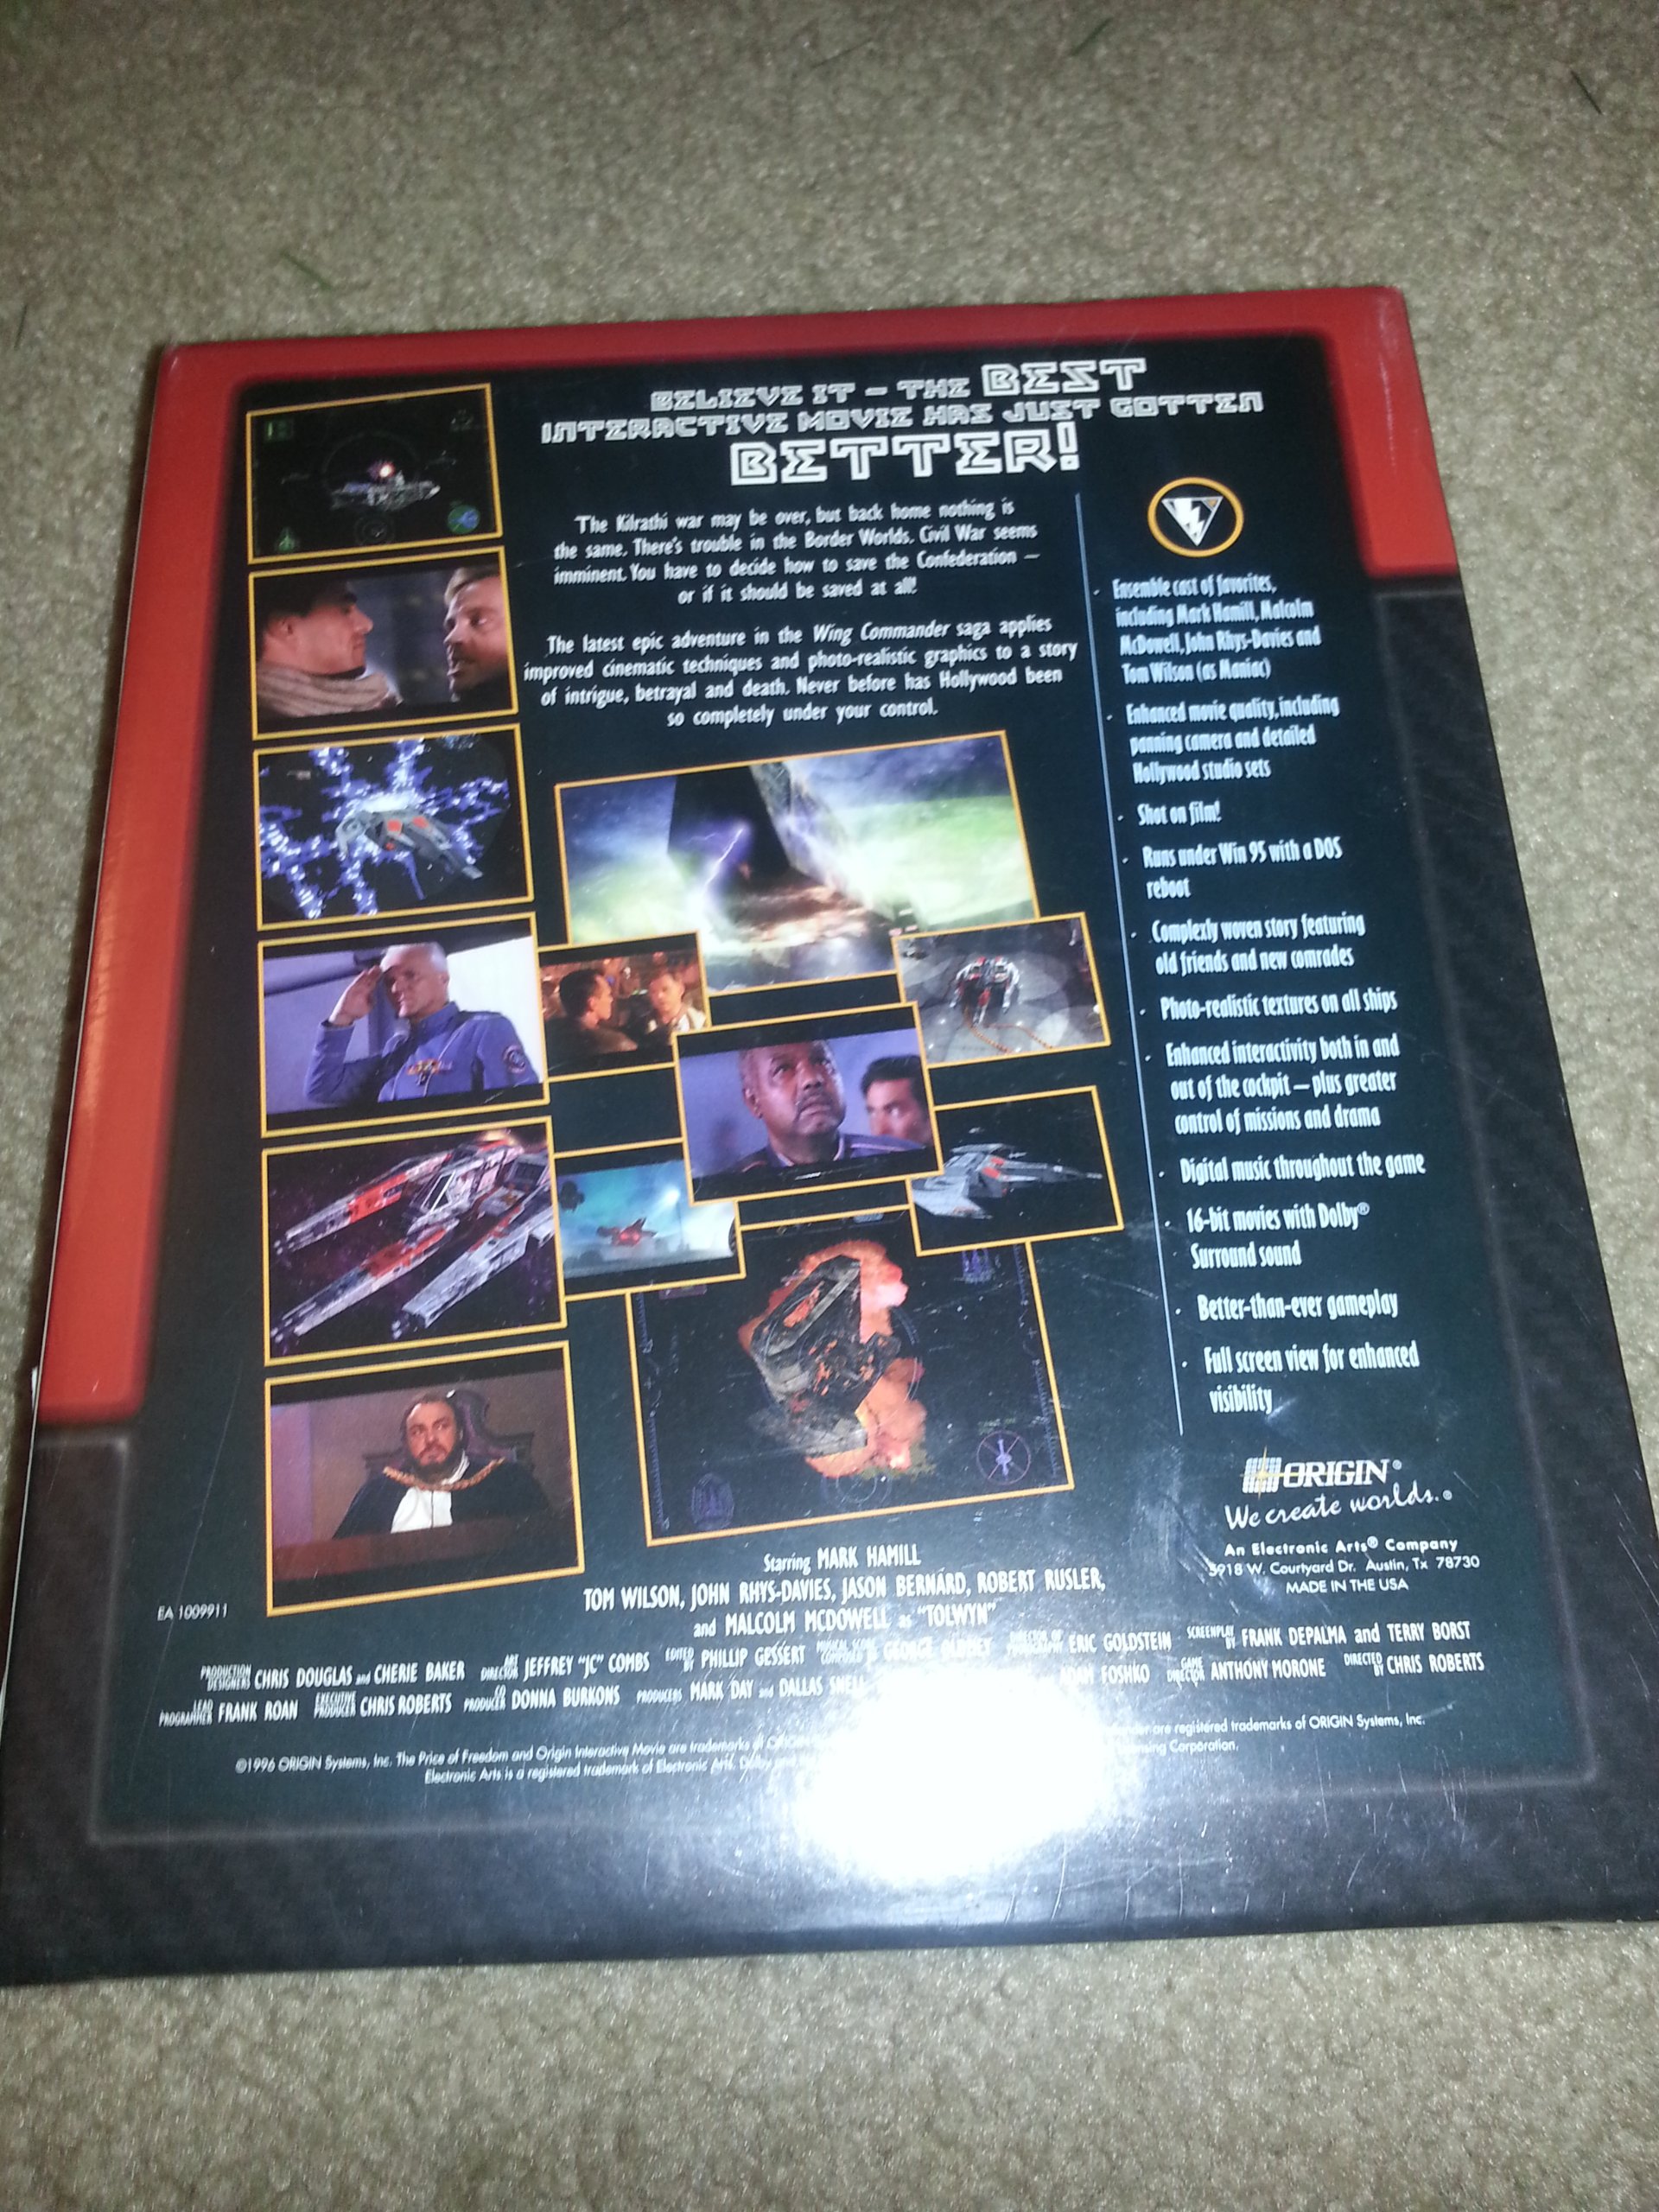 BELIEVE IT – THE BEST
INTERACTIVE MOVIE HAS JUST GOTTEN
BETTER!
The Kilrathi war may be over, but back home nothing is
the same. There's trouble in the Border Worlds. Civil War seems
imminent. You have to decide how to save the Confederation —
or if it should be saved at all!
The latest epic adventure in the Wing Commander saga applies
improved cinematic techniques and photo-realistic graphics to a story
of intrigue, betrayal and death. Never before has Hollywood been
so completely under your control.
· Ensemble cast of favorites,
including Mark Hamill, Malcolm
McDowell, John Rhys-Davies and
Tom Wilson (as Maniac)
· Enhanced movie quality, including
panning camera and detailed
Hollywood studio sets
· Shot on film!
· Runs under Win 95 with a DOS
reboot
· Complexly woven story featuring
old friends and new comrades
· Photo-realistic textures on all ships
· Enhanced interactivity both in and
out of the cockpit — plus greater
control of missions and drama
· Digital music throughout the game
· 16-bit movies with Dolby®
Surround sound
· Better-than-ever gameplay
· Full screen view for enhanced
visibility
ORIGIN®
We create worlds.®
An Electronic Arts® Company
5918 W. Courtyard Dr. Austin, Tx 78730
MADE IN THE USA
EA 1009911
Starring MARK HAMILL
TOM WILSON, JOHN RHYS-DAVIES, JASON BERNARD, ROBERT RUSLER,
and MALCOLM MCDOWELL as "TOLWYN"
PRODUCTION DESIGNERS CHRIS DOUGLAS and CHERIE BAKER ART DIRECTOR JEFFREY "JC" COMBS EDITED BY PHILLIP GESSERT MUSICAL SCORE COMPOSED BY GEORGE OLDZIEY DIRECTOR OF PHOTOGRAPHY ERIC GOLDSTEIN SCREENPLAY BY FRANK DEPALMA and TERRY BORST
LEAD PROGRAMMER FRANK ROAN EXECUTIVE PRODUCER CHRIS ROBERTS CO PRODUCER DONNA BURKONS PRODUCERS MARK DAY and DALLAS SNELL ADAM FOSHKO GAME DIRECTOR ANTHONY MORONE DIRECTED BY CHRIS ROBERTS
©1996 ORIGIN Systems, Inc. The Price of Freedom and Origin Interactive Movie are trademarks of are registered trademarks of ORIGIN Systems, Inc.
Electronic Arts is a registered trademark of Electronic Arts. Dolby and Corporation.